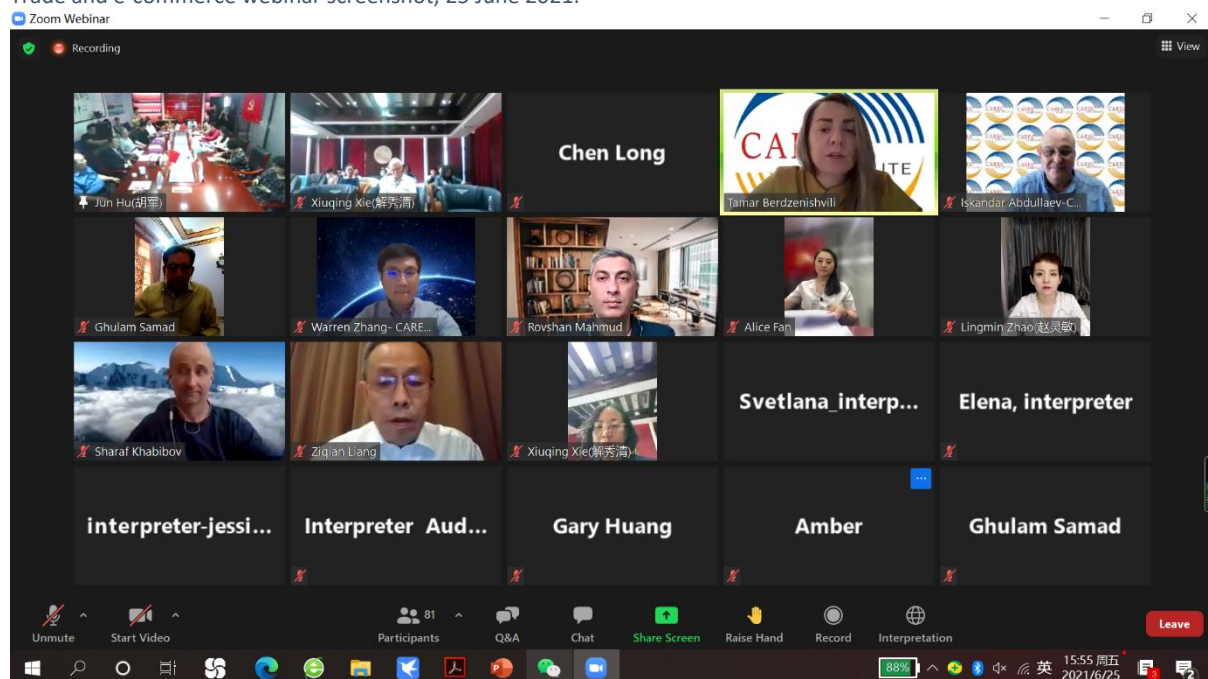 Trade and e-commerce webinar screenshot, 25 June 2021.
Zoom Webinar
Recording
View
Jun Hu(胡军)
Xiuqing Xie(解秀清)
Chen Long
Tamar Berdzenishvili
Iskandar Abdullaev-C...
Ghulam Samad
Warren Zhang- CARE...
Rovshan Mahmud
Alice Fan
Lingmin Zhao(赵灵敏)
Sharaf Khabibov
Ziqian Liang
Xiuqing Xie(解秀清)
Svetlana_interp...
Elena, interpreter
interpreter-jessi...
Interpreter Aud...
Gary Huang
Amber
Ghulam Samad
Unmute
Start Video
81
Participants
Q&A
Chat
Share Screen
Raise Hand
Record
Interpretation
Leave
88%
英
15:55 周五
2021/6/25